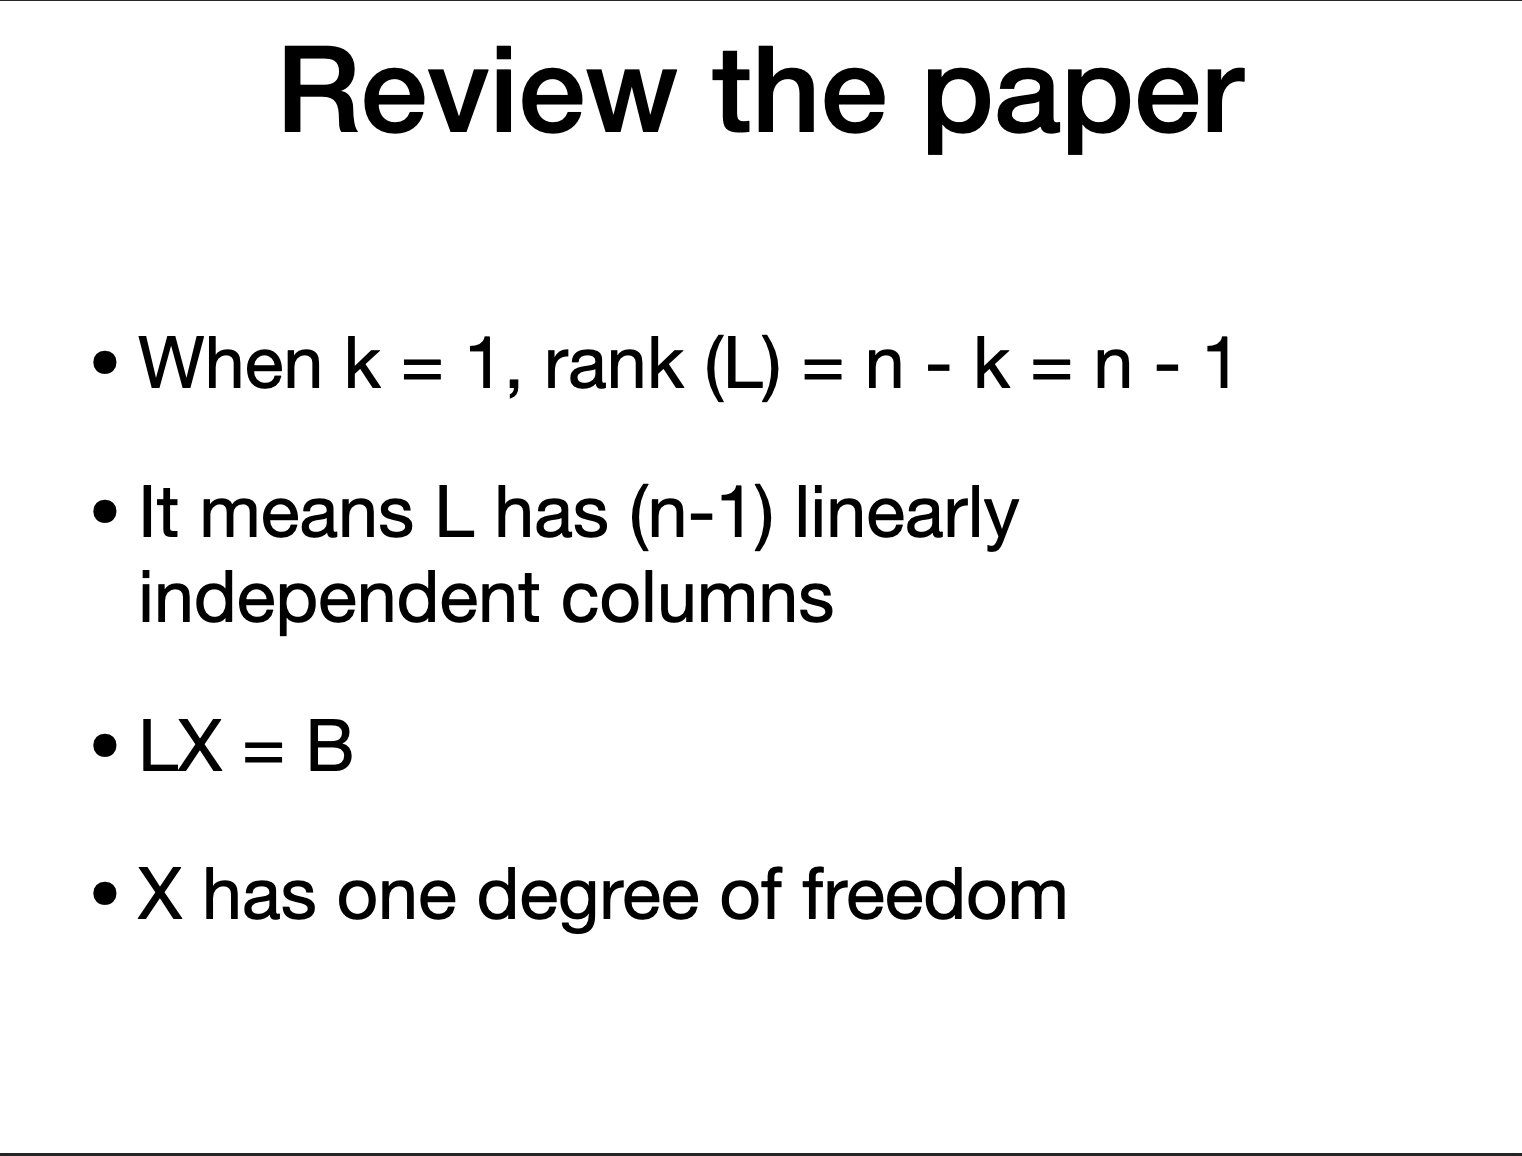 Review the paper
• When k = 1, rank (L) = n - k = n - 1
• It means L has (n-1) linearly
independent columns
• LX = B
• X has one degree of freedom